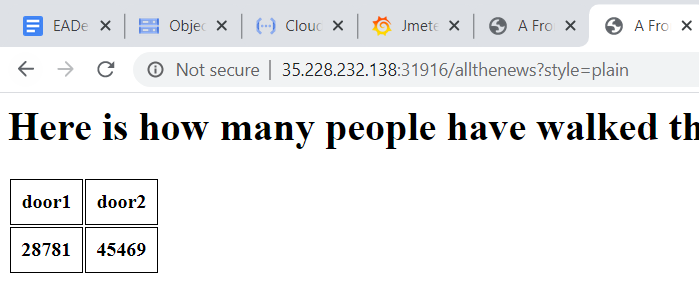 EADe Objec Cloud Jmete A Fro A Fro
Not secure | 35.228.232.138:31916/allthenews?style=plain
Here is how many people have walked th
door1 door2
28781 45469